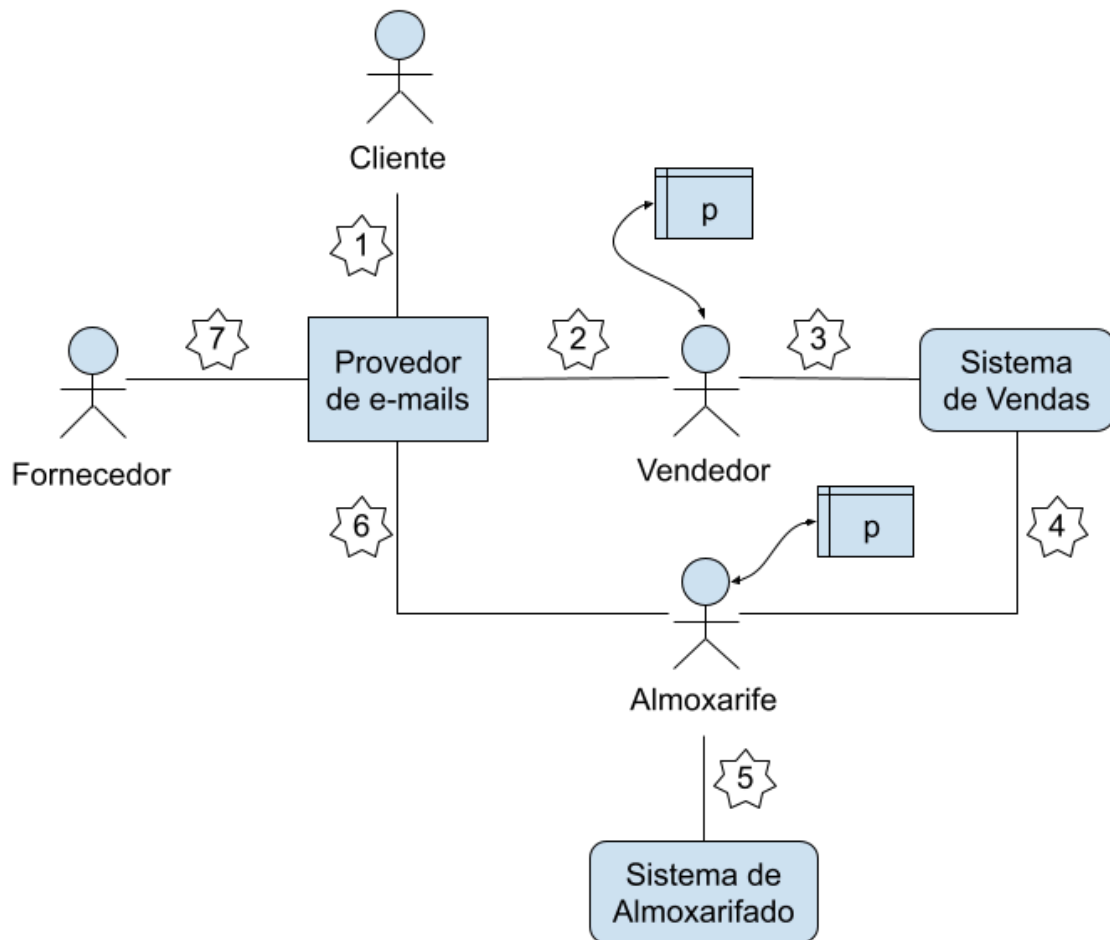 Cliente
p
1
7
2
3
Provedor
de e-mails
Sistema
de Vendas
Fornecedor
Vendedor
6
p
4
Almoxarife
5
Sistema de
Almoxarifado